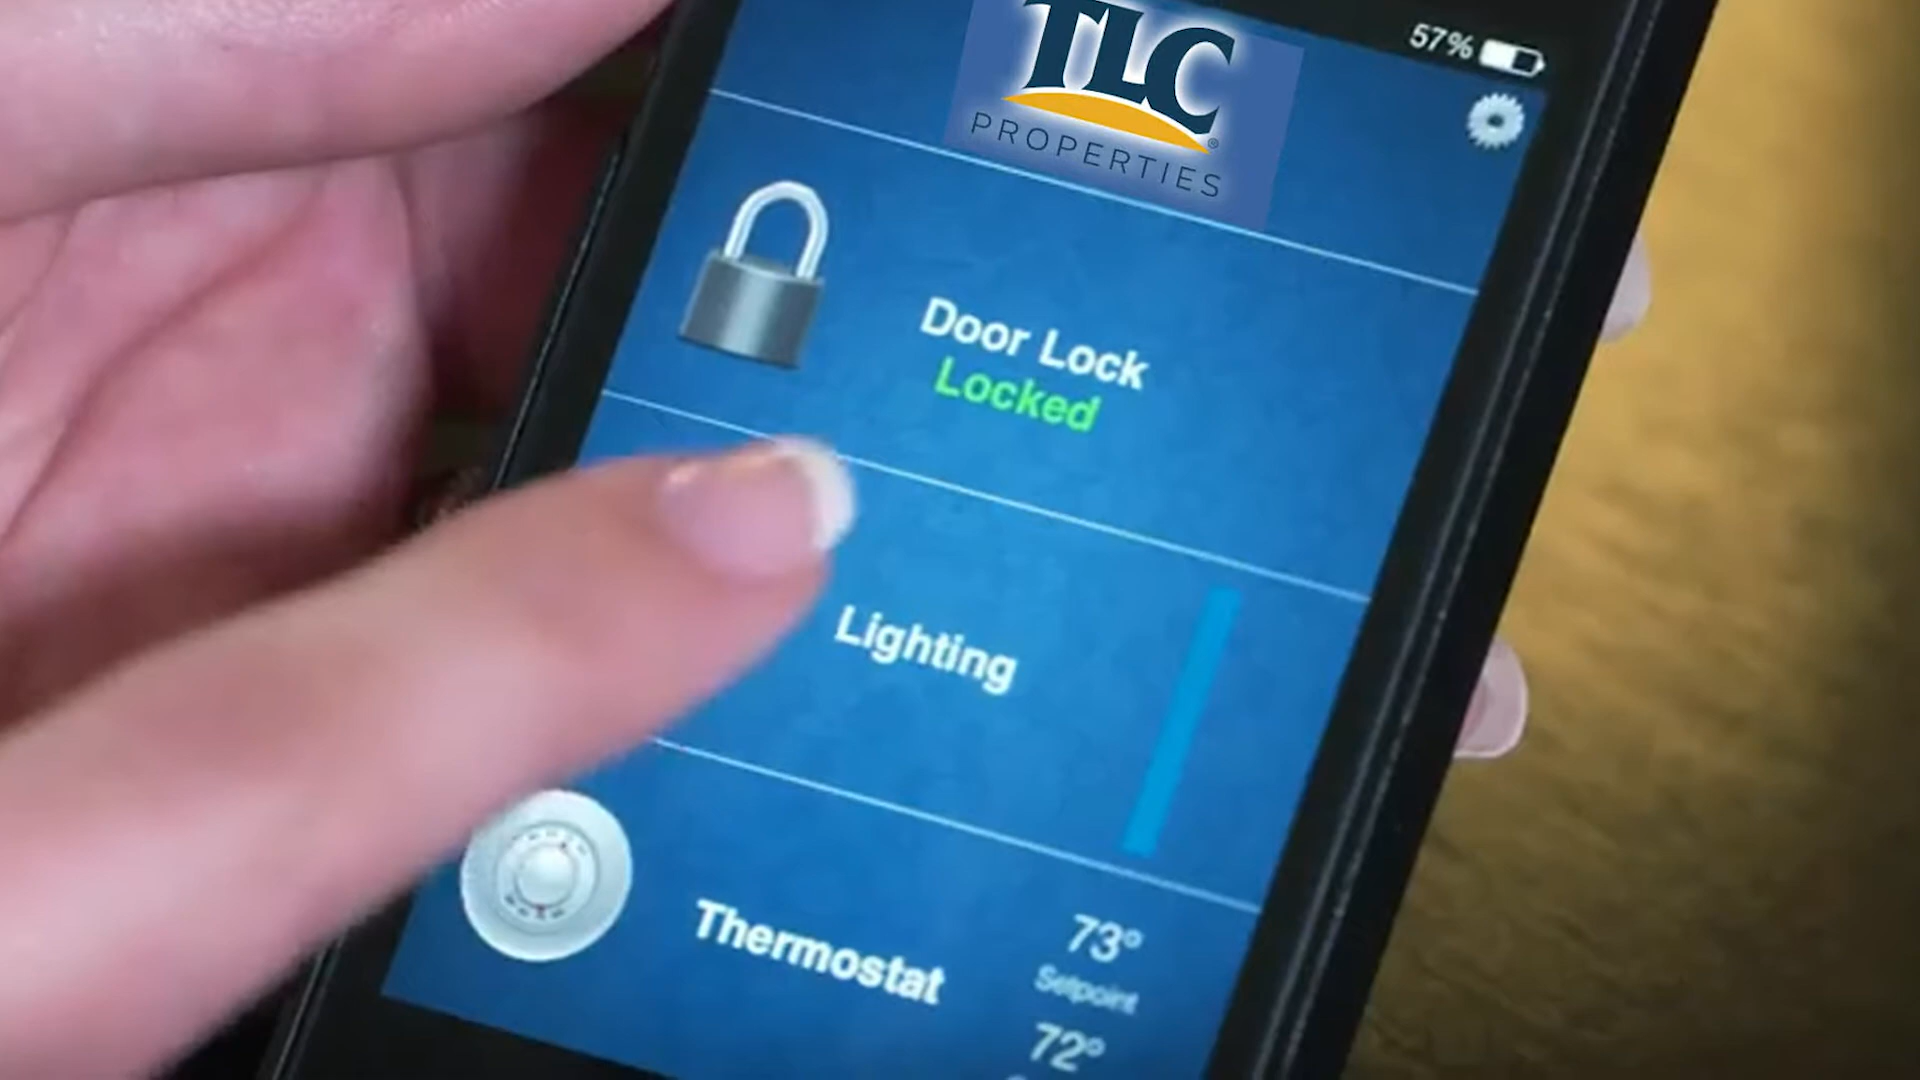 57%
TLC
PROPERTIES
®
Door Lock
Locked
Lighting
Thermostat
73°
Setpoint
72°